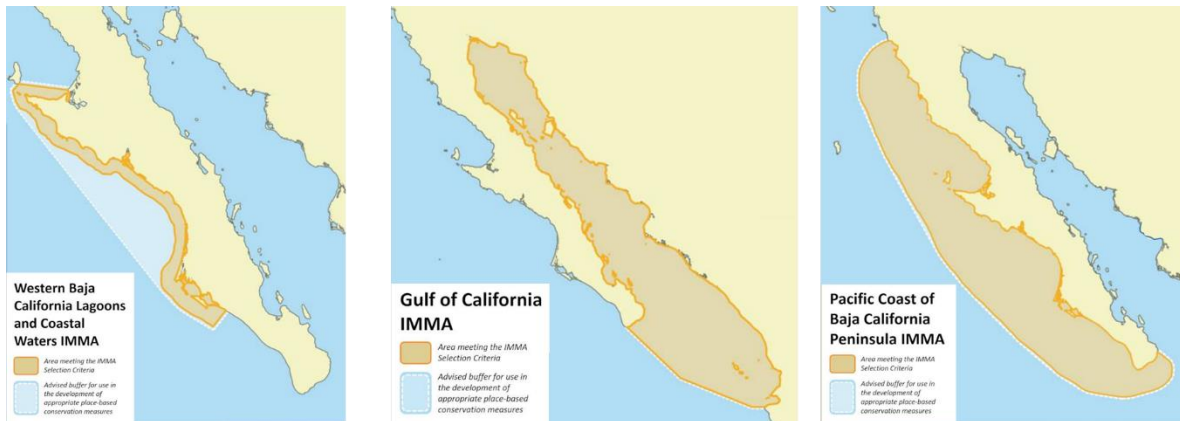 Western Baja
California Lagoons
and Coastal
Waters IMMA
Area meeting the IMMA
Selection Criteria
Advised buffer for use in
the development of
appropriate place-based
conservation measures
Gulf of California
IMMA
Area meeting the IMMA
Selection Criteria
Advised buffer for use in
the development of
appropriate place-based
conservation measures
Pacific Coast of
Baja California
Peninsula IMMA
Area meeting the IMMA
Selection Criteria
Advised buffer for use in
the development of
appropriate place-based
conservation measures